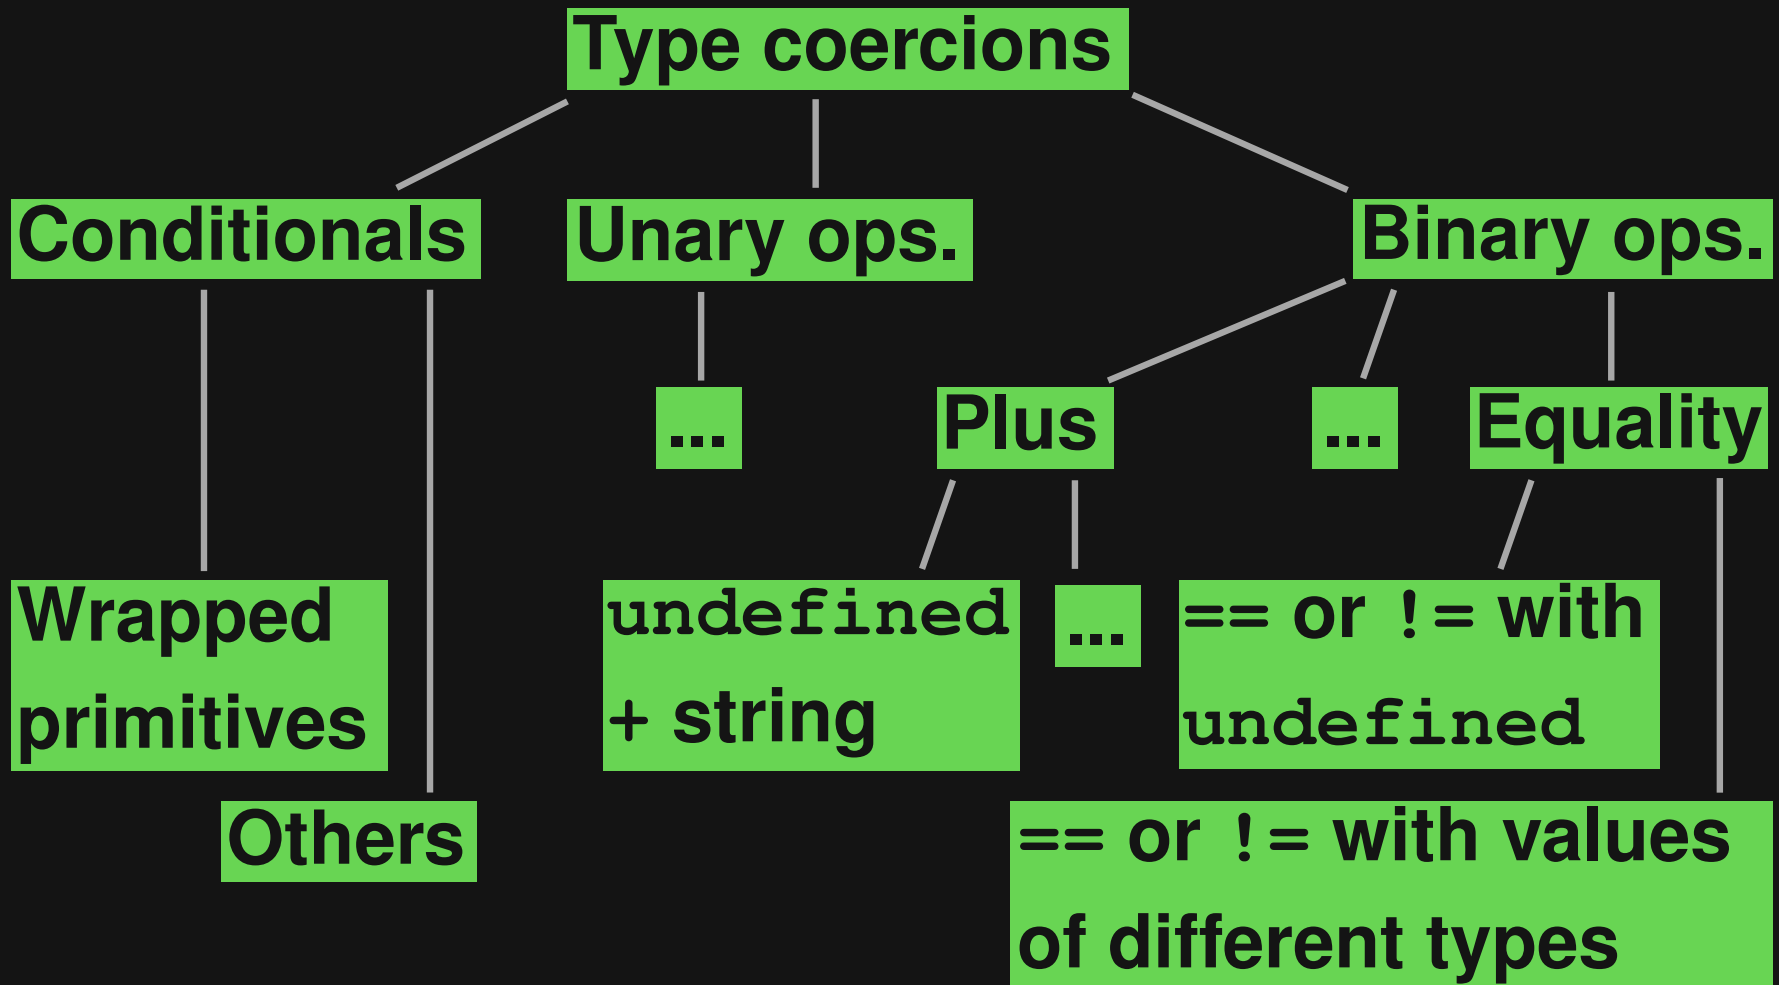 Type coercions
Conditionals
Unary ops.
Binary ops.
...
Plus
...
Equality
Wrapped
primitives
undefined
+ string
...
== or != with
undefined
Others
== or != with values
of different types